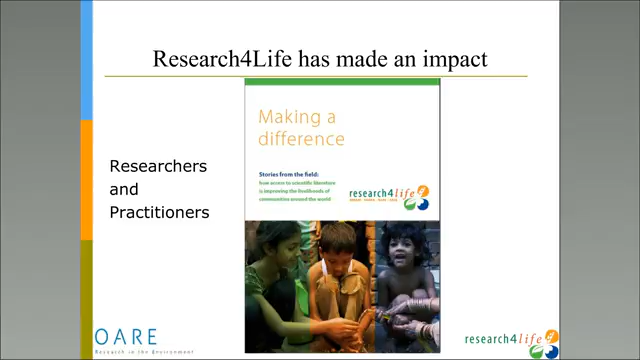 Research4Life has made an impact
Making a
difference
Researchers
and
Practitioners
Stories from the field:
how access to scientific literature
is improving the livelihoods of
communities around the world
research4life
OARE
Research in the Environment
research4life